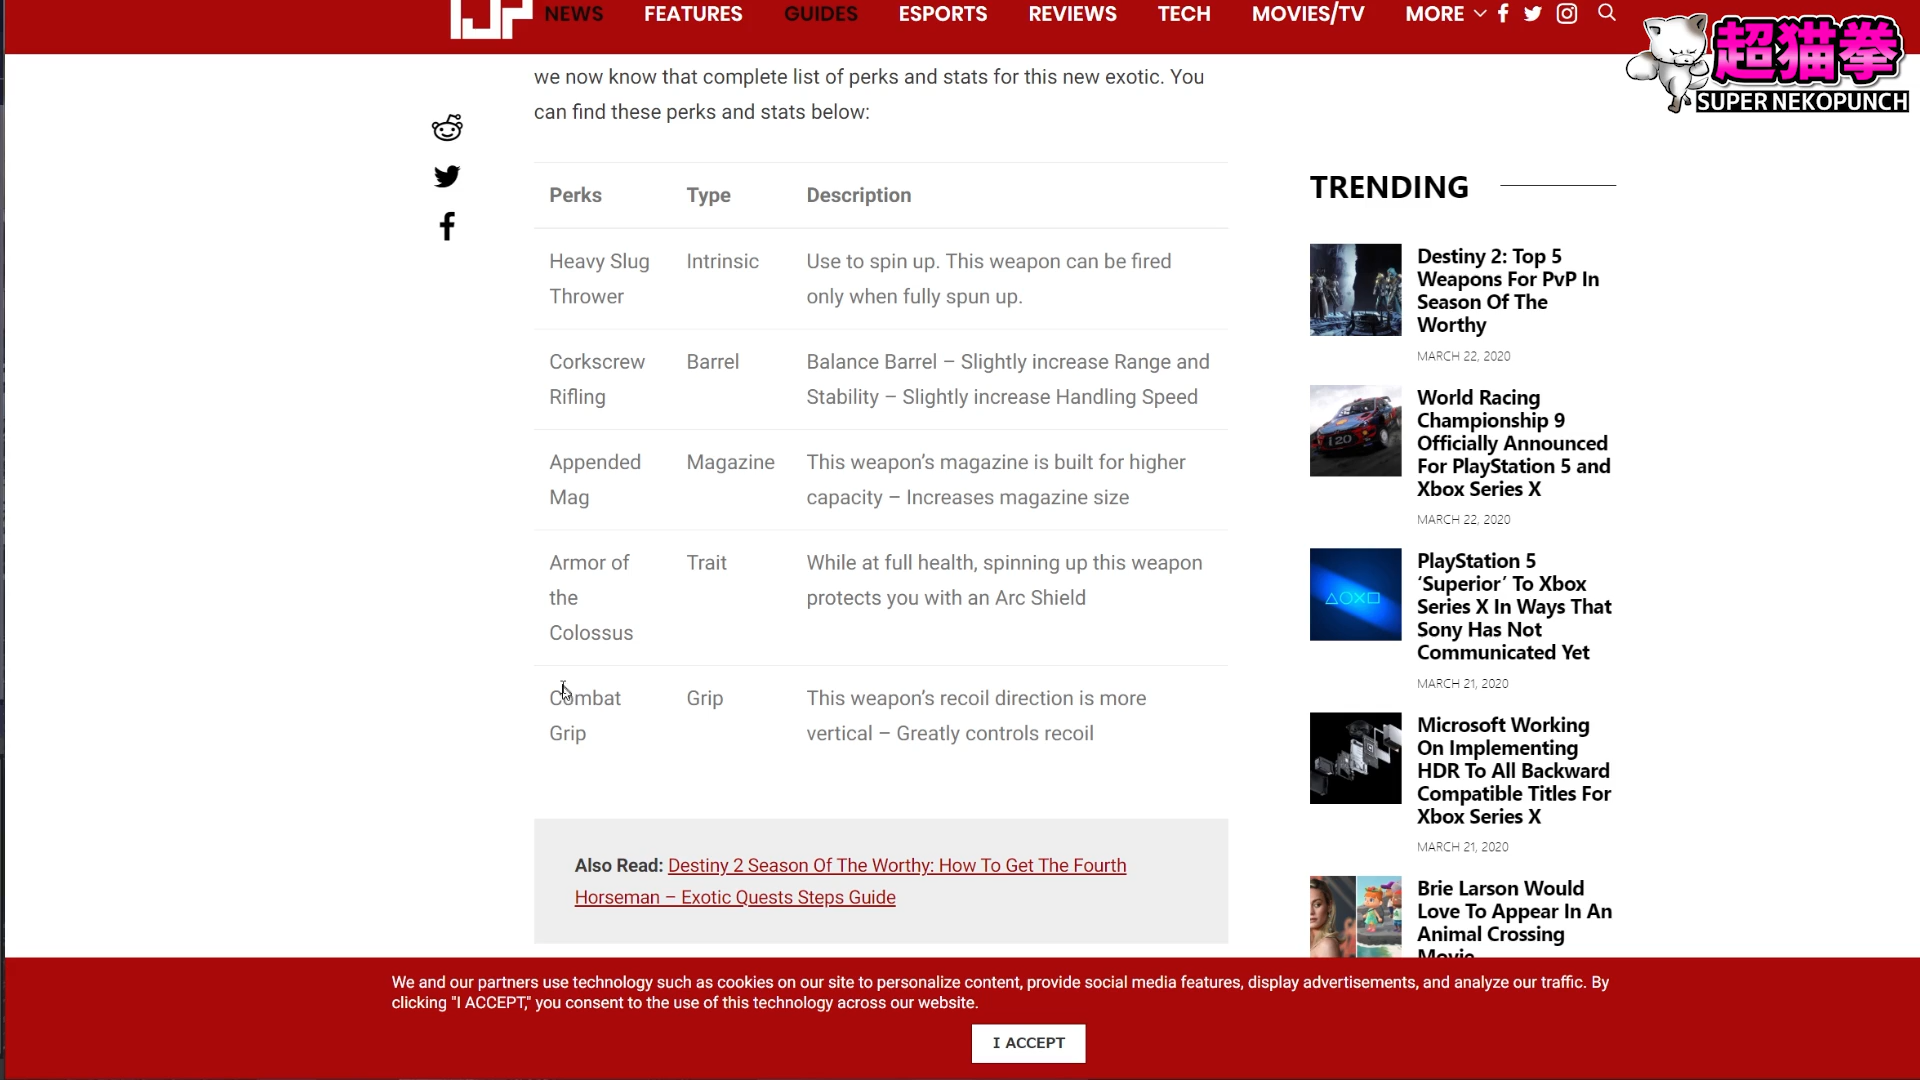 NEWS FEATURES GUIDES ESPORTS REVIEWS TECH MOVIES/TV MORE
超猫拳
SUPER NEKOPUNCH
we now know that complete list of perks and stats for this new exotic. You
can find these perks and stats below:
Perks Type Description
Heavy Slug Intrinsic Use to spin up. This weapon can be fired
Thrower only when fully spun up.
Corkscrew Barrel Balance Barrel – Slightly increase Range and
Rifling Stability – Slightly increase Handling Speed
Appended Magazine This weapon's magazine is built for higher
Mag capacity – Increases magazine size
Armor of Trait While at full health, spinning up this weapon
the protects you with an Arc Shield
Colossus
Combat Grip This weapon's recoil direction is more
Grip vertical – Greatly controls recoil
Also Read: Destiny 2 Season Of The Worthy: How To Get The Fourth
Horseman – Exotic Quests Steps Guide
TRENDING
Destiny 2: Top 5
Weapons For PvP In
Season Of The
Worthy
MARCH 22, 2020
i20
World Racing
Championship 9
Officially Announced
For PlayStation 5 and
Xbox Series X
MARCH 22, 2020
PlayStation 5
‘Superior’ To Xbox
Series X In Ways That
Sony Has Not
Communicated Yet
MARCH 21, 2020
Microsoft Working
On Implementing
HDR To All Backward
Compatible Titles For
Xbox Series X
MARCH 21, 2020
Brie Larson Would
Love To Appear In An
Animal Crossing
Movie
We and our partners use technology such as cookies on our site to personalize content, provide social media features, display advertisements, and analyze our traffic. By
clicking "I ACCEPT," you consent to the use of this technology across our website.
I ACCEPT